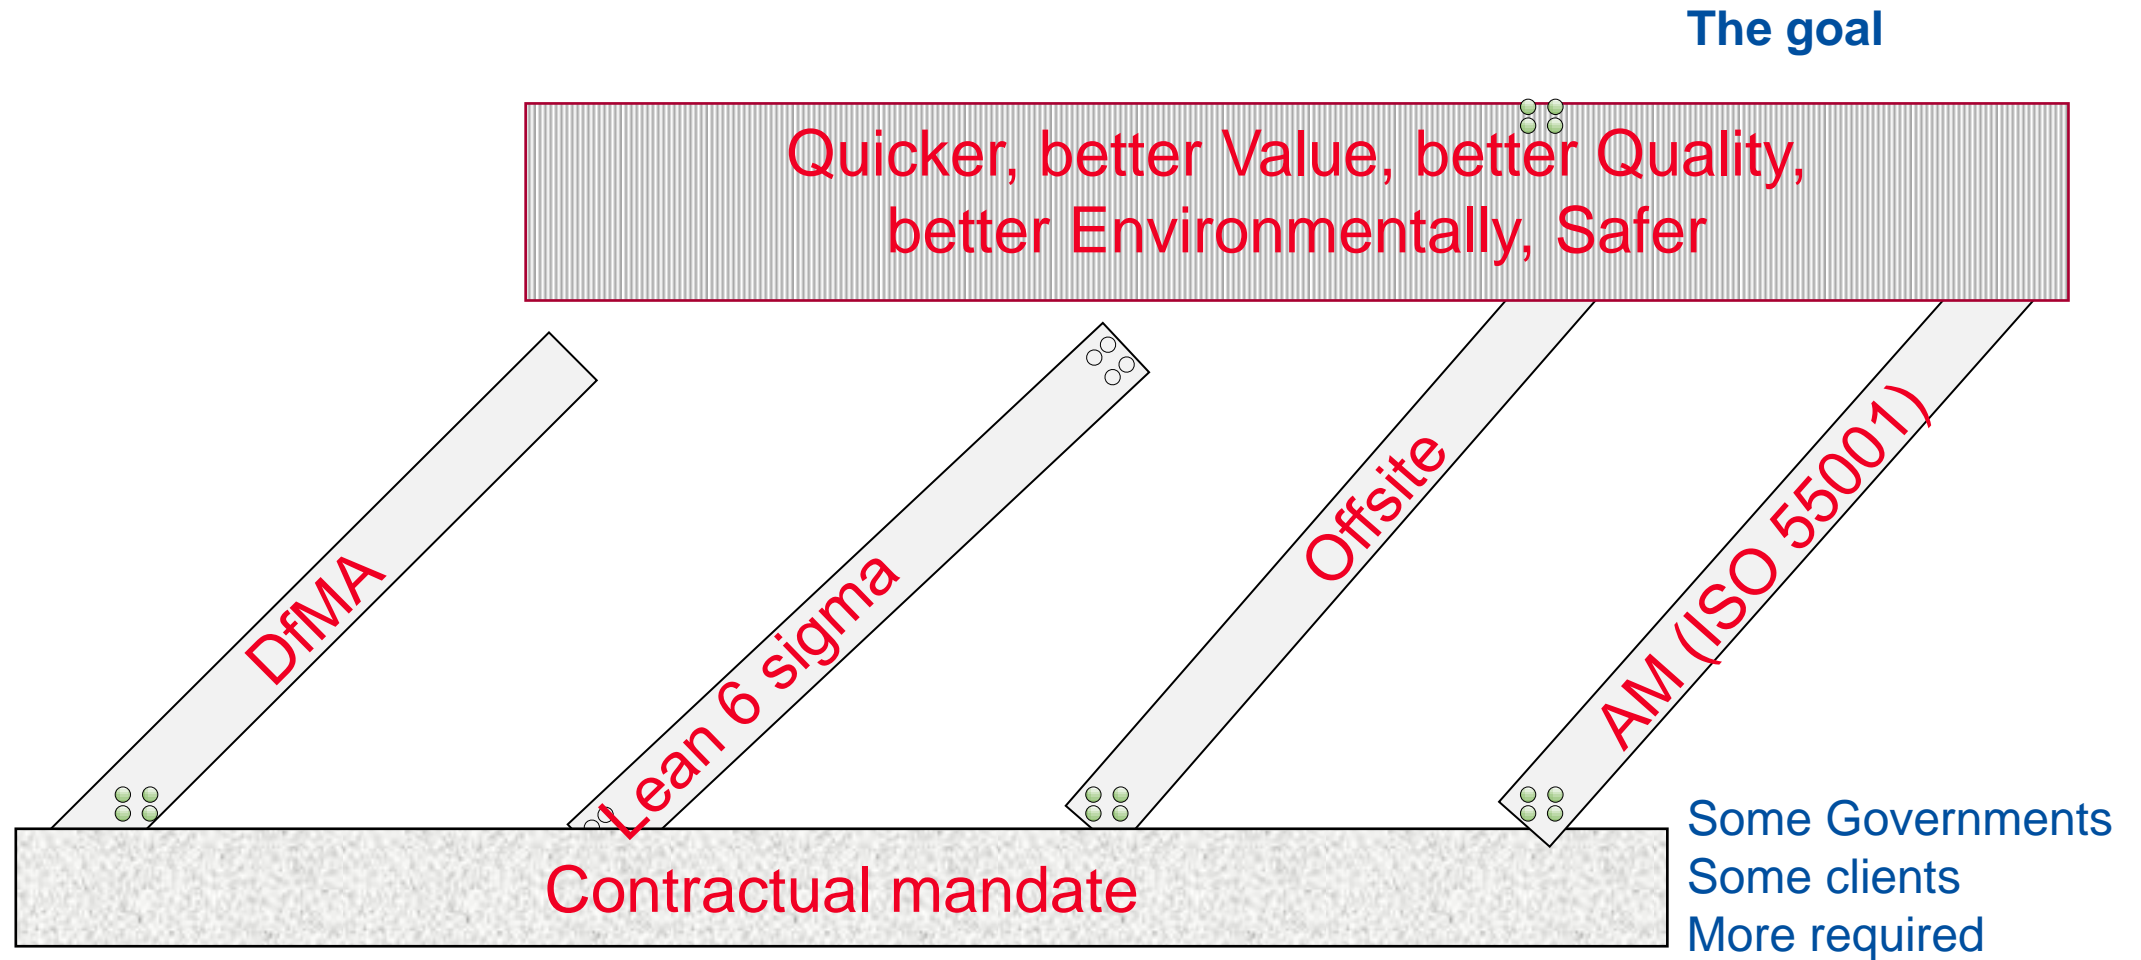 The goal
Quicker, better Value, better Quality,
better Environmentally, Safer
DfMA
Lean 6 sigma
Offsite
AM (ISO 55001)
Contractual mandate
Some Governments
Some clients
More required